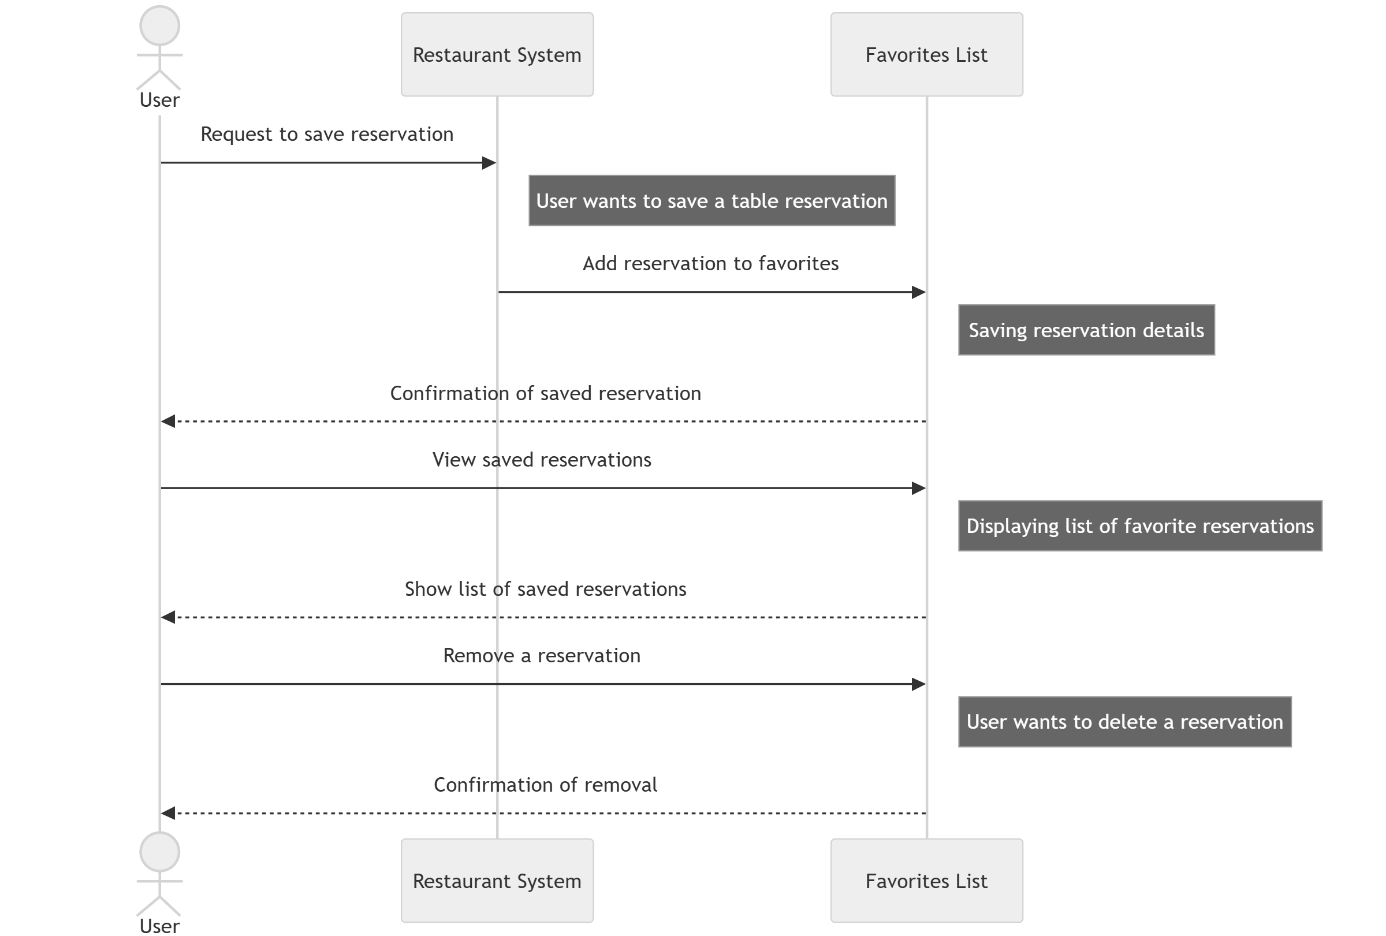 User
Restaurant System
Favorites List
Request to save reservation
User wants to save a table reservation
Add reservation to favorites
Saving reservation details
Confirmation of saved reservation
View saved reservations
Displaying list of favorite reservations
Show list of saved reservations
Remove a reservation
User wants to delete a reservation
Confirmation of removal
Restaurant System
Favorites List
User